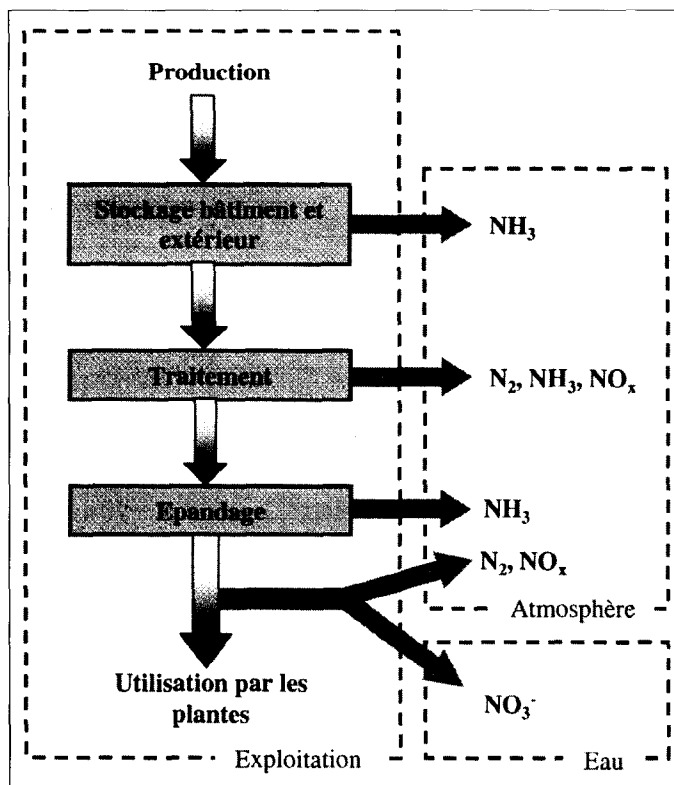 Production
Stockage bâtiment et
extérieur
NH₃
Traitement
N₂, NH₃, NOₓ
Epandage
NH₃
N₂, NOₓ
Atmosphère
Utilisation par les
plantes
NO₃⁻
Exploitation
Eau